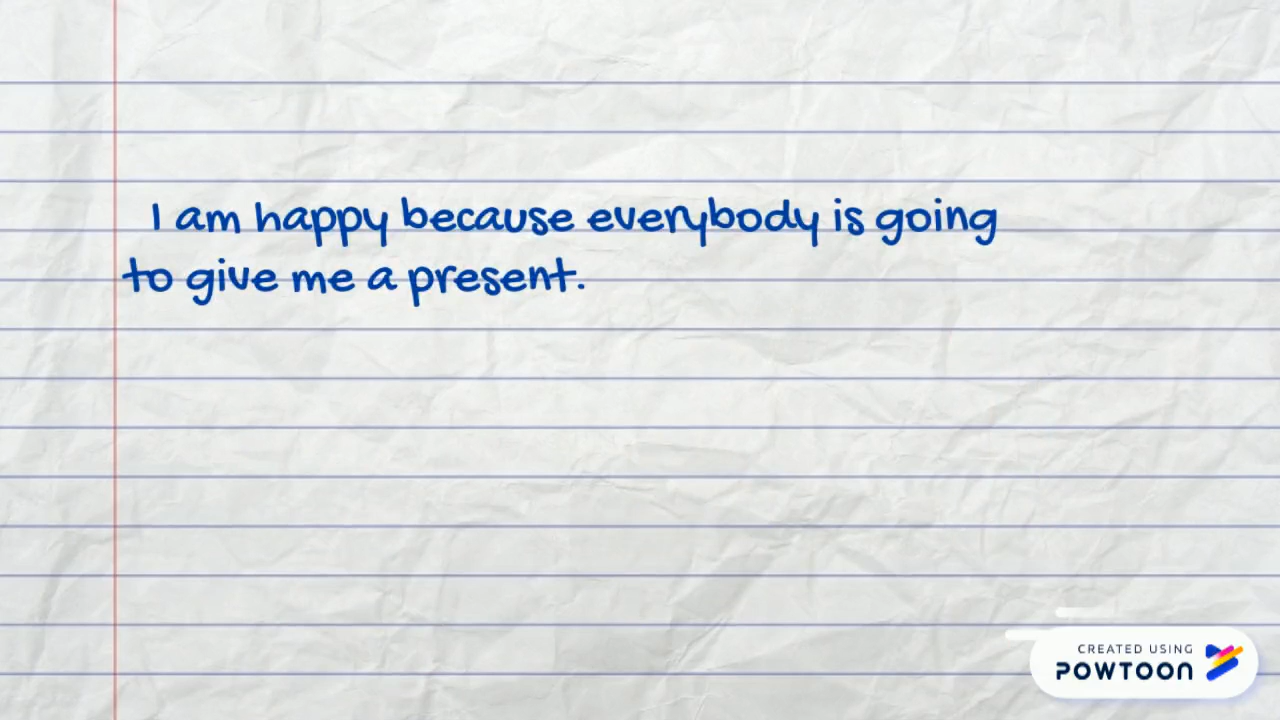 I am happy because everybody is going
to give me a present.
CREATED USING
POWTOON